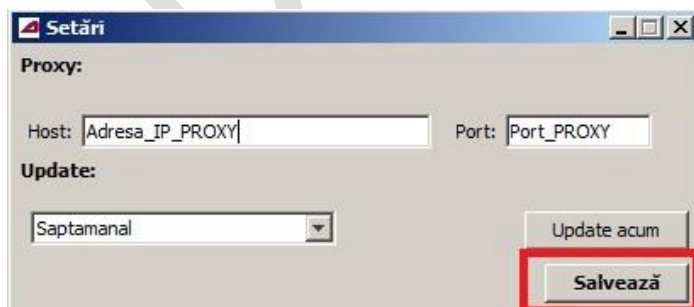 Setări
Proxy:
Host: Adresa_IP_PROXY Port: Port_PROXY
Update:
Saptamanal Update acum
Salvează